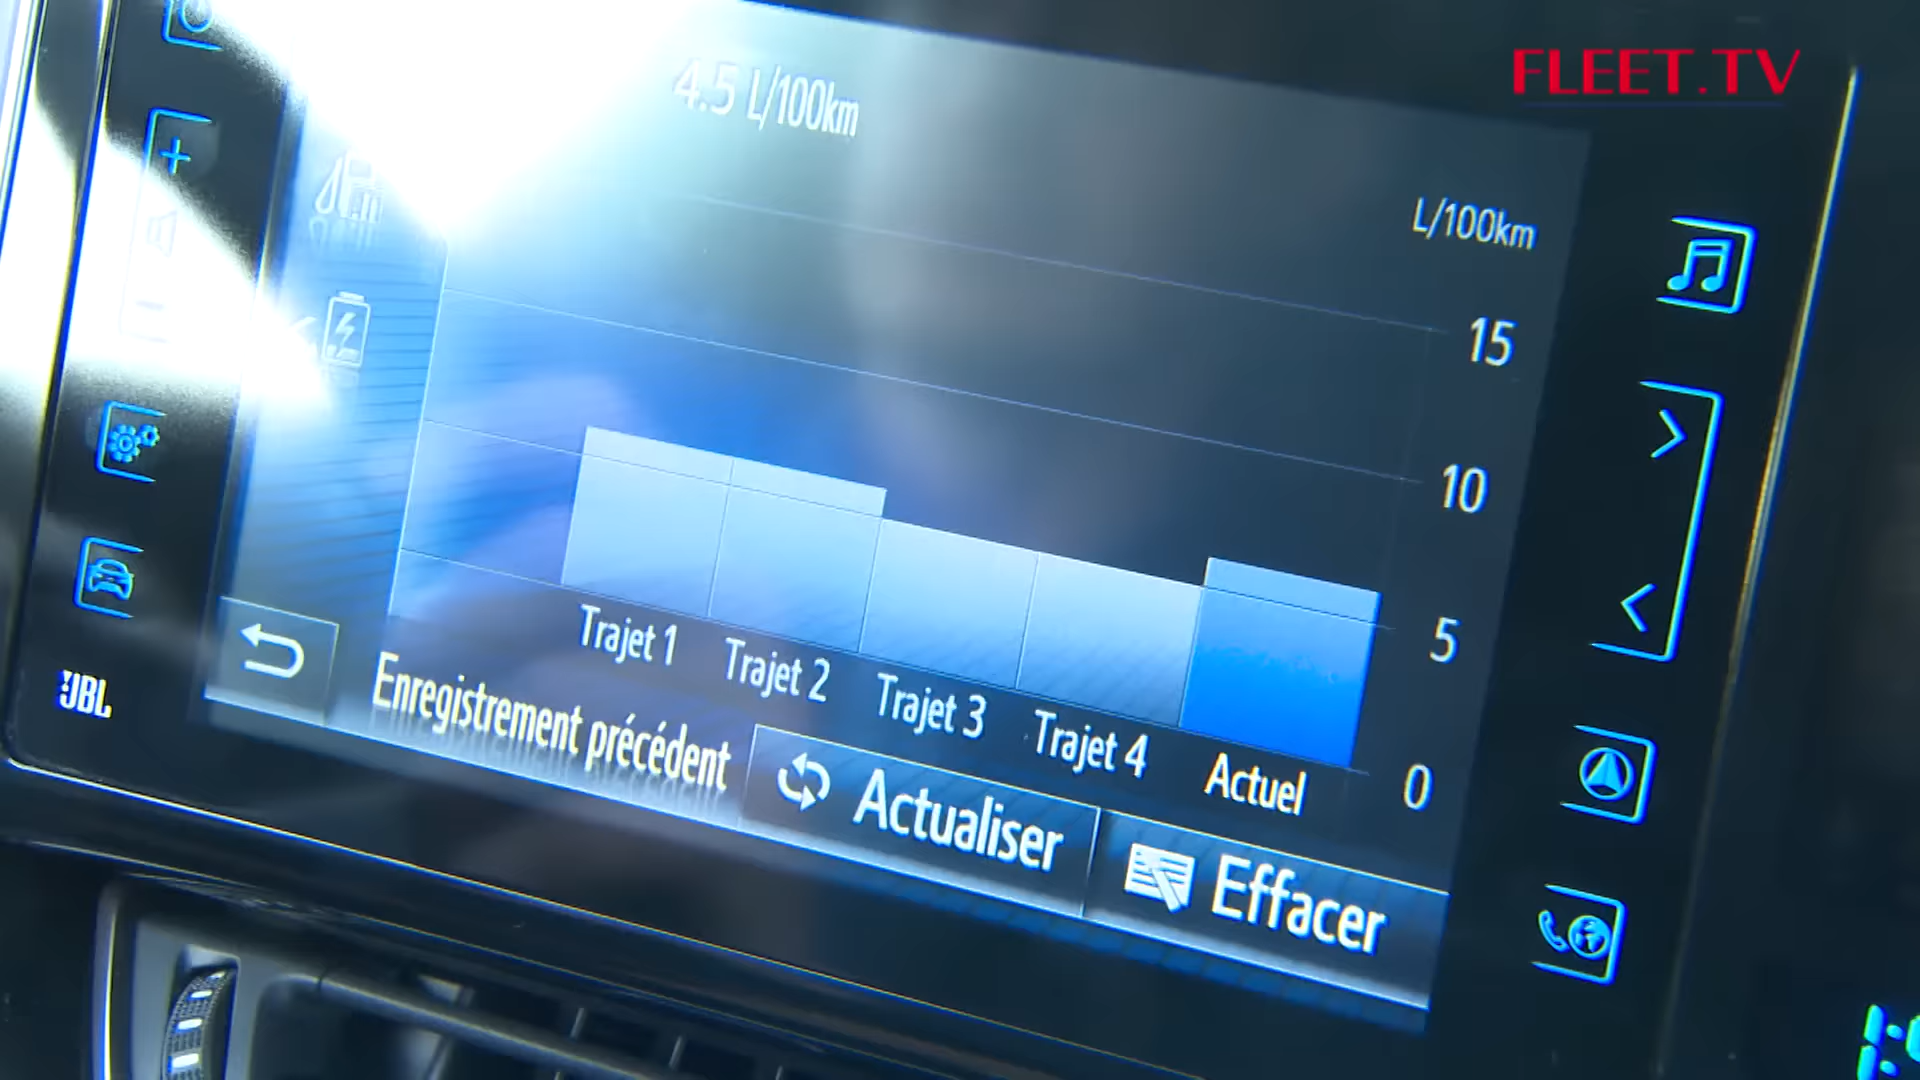 FLEET.TV
4.5 L/100km
L/100km
15
10
5
0
Trajet 1
Trajet 2
Trajet 3
Trajet 4
Actuel
Enregistrement précédent
Actualiser
Effacer
JBL